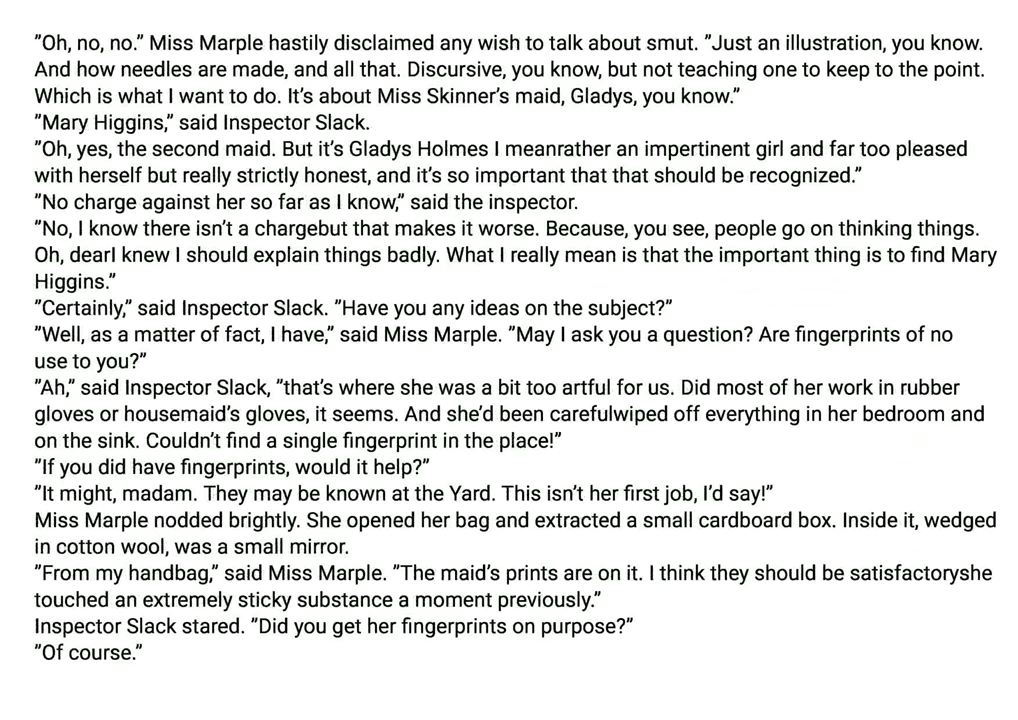 "Oh, no, no." Miss Marple hastily disclaimed any wish to talk about smut. "Just an illustration, you know.
And how needles are made, and all that. Discursive, you know, but not teaching one to keep to the point.
Which is what I want to do. It's about Miss Skinner's maid, Gladys, you know."
"Mary Higgins," said Inspector Slack.
"Oh, yes, the second maid. But it's Gladys Holmes I meanrather an impertinent girl and far too pleased
with herself but really strictly honest, and it's so important that that should be recognized."
"No charge against her so far as I know," said the inspector.
"No, I know there isn't a chargebut that makes it worse. Because, you see, people go on thinking things.
Oh, dearI knew I should explain things badly. What I really mean is that the important thing is to find Mary
Higgins."
"Certainly," said Inspector Slack. "Have you any ideas on the subject?"
"Well, as a matter of fact, I have," said Miss Marple. "May I ask you a question? Are fingerprints of no
use to you?"
"Ah," said Inspector Slack, "that's where she was a bit too artful for us. Did most of her work in rubber
gloves or housemaid's gloves, it seems. And she'd been carefulwiped off everything in her bedroom and
on the sink. Couldn't find a single fingerprint in the place!"
"If you did have fingerprints, would it help?"
"It might, madam. They may be known at the Yard. This isn't her first job, I'd say!"
Miss Marple nodded brightly. She opened her bag and extracted a small cardboard box. Inside it, wedged
in cotton wool, was a small mirror.
"From my handbag," said Miss Marple. "The maid's prints are on it. I think they should be satisfactoryshe
touched an extremely sticky substance a moment previously."
Inspector Slack stared. "Did you get her fingerprints on purpose?"
"Of course."